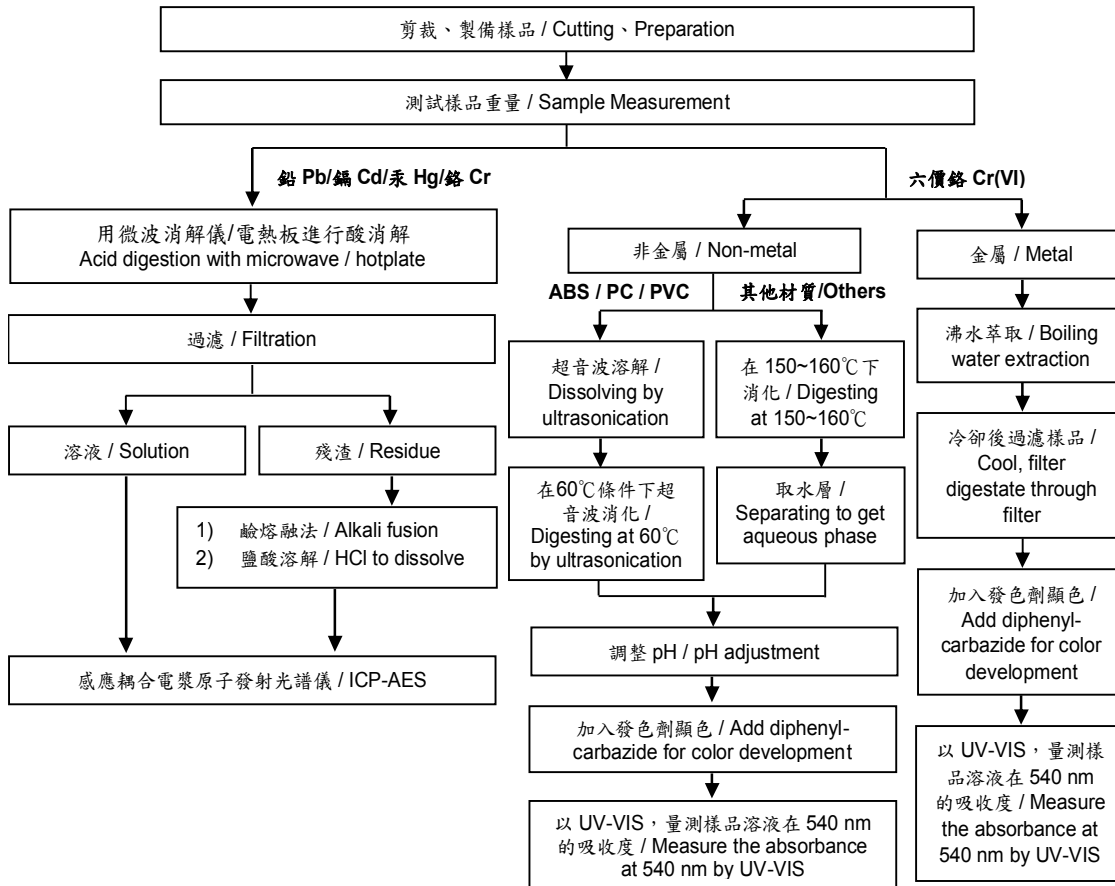 剪裁、製備樣品 / Cutting、Preparation
測試樣品重量 / Sample Measurement
鉛 Pb/鎘 Cd/汞 Hg/鉻 Cr
六價鉻 Cr(VI)
用微波消解儀/電熱板進行酸消解
Acid digestion with microwave / hotplate
過濾 / Filtration
溶液 / Solution
殘渣 / Residue
1) 鹼熔融法 / Alkali fusion
2) 鹽酸溶解 / HCl to dissolve
感應耦合電漿原子發射光譜儀 / ICP-AES
非金屬 / Non-metal
ABS / PC / PVC
其他材質/Others
超音波溶解 /
Dissolving by
ultrasonication
在60℃條件下超
音波消化 /
Digesting at 60℃
by ultrasonication
在 150~160℃下
消化 / Digesting
at 150~160℃
取水層 /
Separating to get
aqueous phase
調整 pH / pH adjustment
加入發色劑顯色 / Add diphenyl-
carbazide for color development
以 UV-VIS，量測樣品溶液在 540 nm
的吸收度 / Measure the absorbance
at 540 nm by UV-VIS
金屬 / Metal
沸水萃取 / Boiling
water extraction
冷卻後過濾樣品 /
Cool, filter
digestate through
filter
加入發色劑顯色 /
Add diphenyl-
carbazide for color
development
以 UV-VIS，量測樣
品溶液在 540 nm
的吸收度 / Measure
the absorbance at
540 nm by UV-VIS